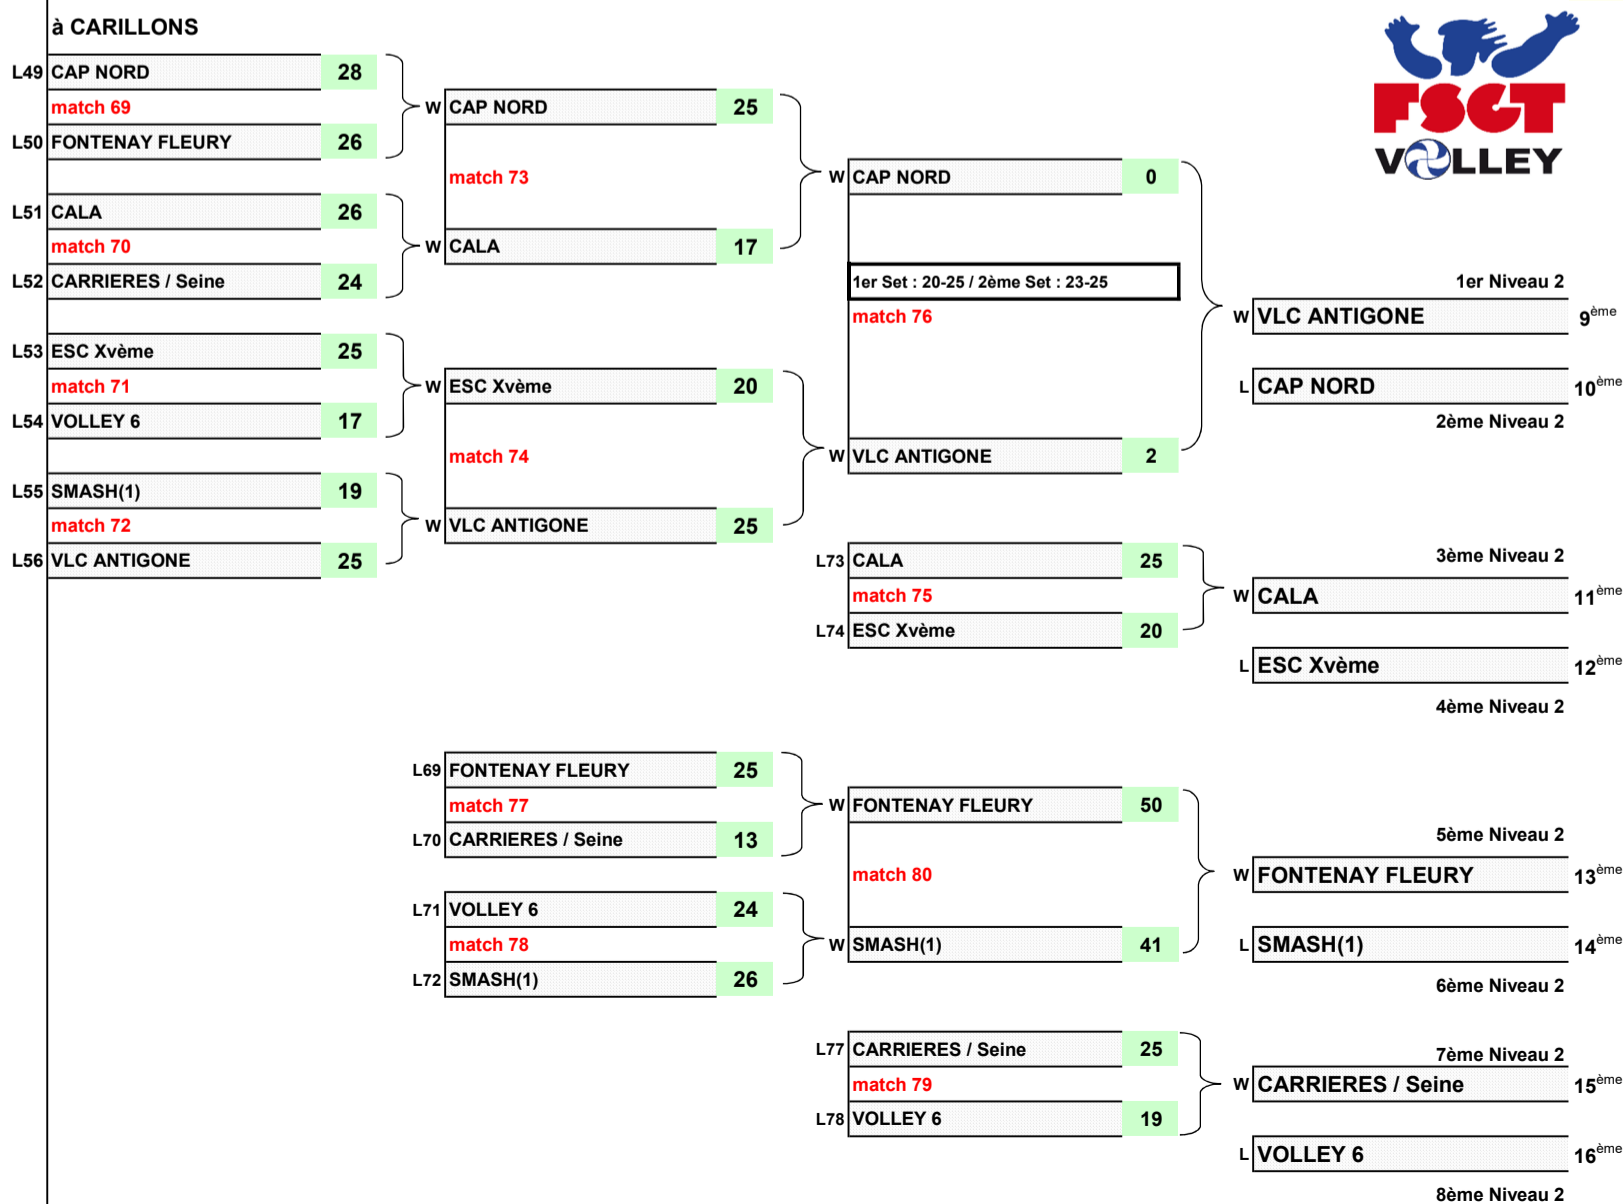 à CARILLONS
FSGT
VOLLEY
L49 CAP NORD 28
match 69
L50 FONTENAY FLEURY 26
W CAP NORD 25
match 73
W CALA 17
L51 CALA 26
match 70
L52 CARRIERES / Seine 24
W CAP NORD 0
1er Set : 20-25 / 2ème Set : 23-25
match 76
W VLC ANTIGONE 2
L53 ESC Xvème 25
match 71
L54 VOLLEY 6 17
W ESC Xvème 20
match 74
W VLC ANTIGONE 25
L55 SMASH(1) 19
match 72
L56 VLC ANTIGONE 25
1er Niveau 2
W VLC ANTIGONE 9ème
L CAP NORD 10ème
2ème Niveau 2
L73 CALA 25
match 75
L74 ESC Xvème 20
3ème Niveau 2
W CALA 11ème
L ESC Xvème 12ème
4ème Niveau 2
L69 FONTENAY FLEURY 25
match 77
L70 CARRIERES / Seine 13
L71 VOLLEY 6 24
match 78
L72 SMASH(1) 26
W FONTENAY FLEURY 50
match 80
W SMASH(1) 41
5ème Niveau 2
W FONTENAY FLEURY 13ème
L SMASH(1) 14ème
6ème Niveau 2
L77 CARRIERES / Seine 25
match 79
L78 VOLLEY 6 19
7ème Niveau 2
W CARRIERES / Seine 15ème
L VOLLEY 6 16ème
8ème Niveau 2